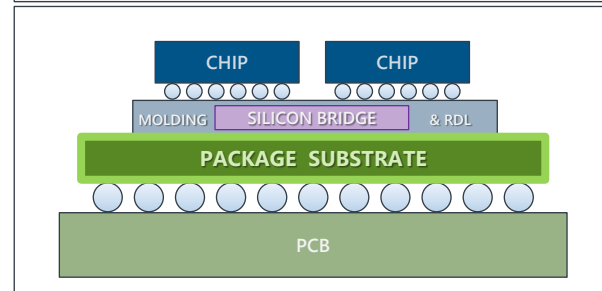 CHIP CHIP
MOLDING SILICON BRIDGE & RDL
PACKAGE SUBSTRATE
PCB